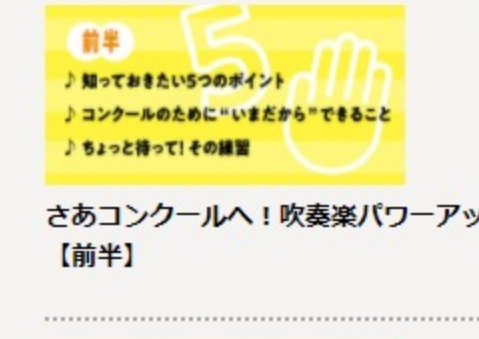 前半
5
♪知っておきたい5つのポイント
♪コンクールのために“いまだから”できること
♪ちょっと待って!その練習
さあコンクールへ!吹奏楽パワーアッ
【前半】